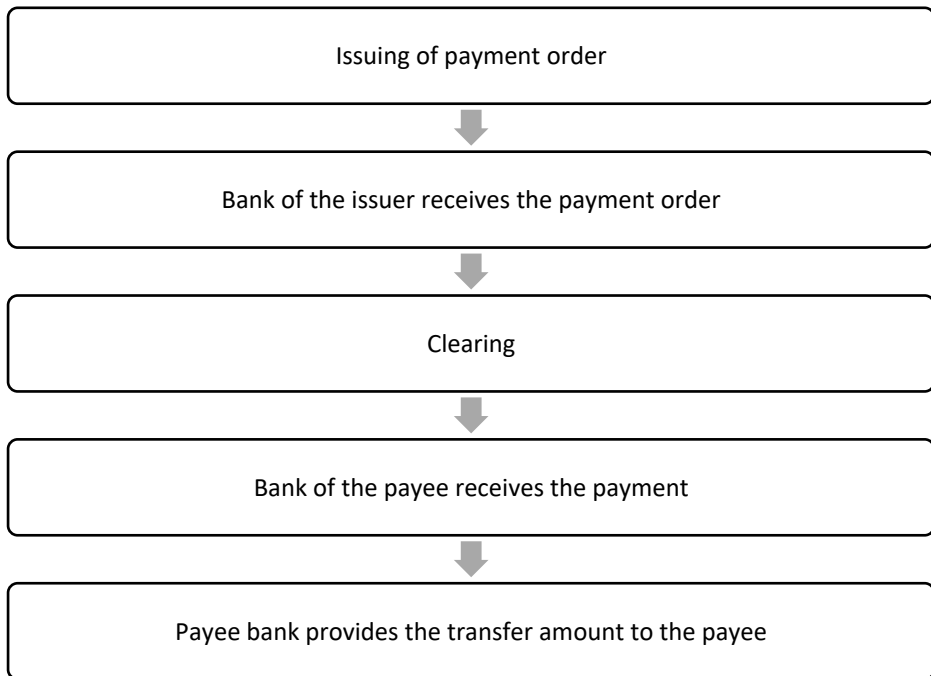 Issuing of payment order
Bank of the issuer receives the payment order
Clearing
Bank of the payee receives the payment
Payee bank provides the transfer amount to the payee